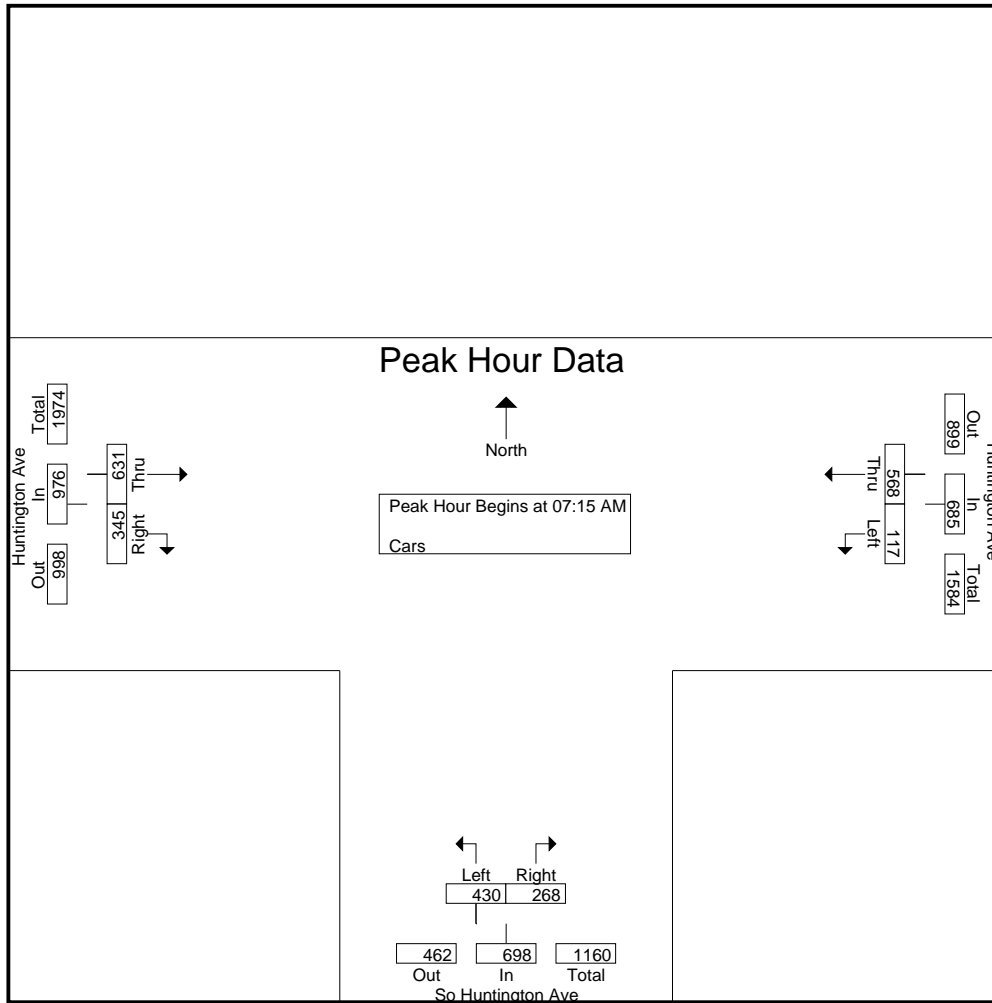 Peak Hour Data
North
Peak Hour Begins at 07:15 AM
Cars
Huntington Ave
Total
1974
In
976
Out
998
631
Thru
345
Right
Huntington Ave
Out
899
In
685
Total
1584
568
Thru
117
Left
Left
430
Right
268
462
698
1160
Out
In
Total
So Huntington Ave